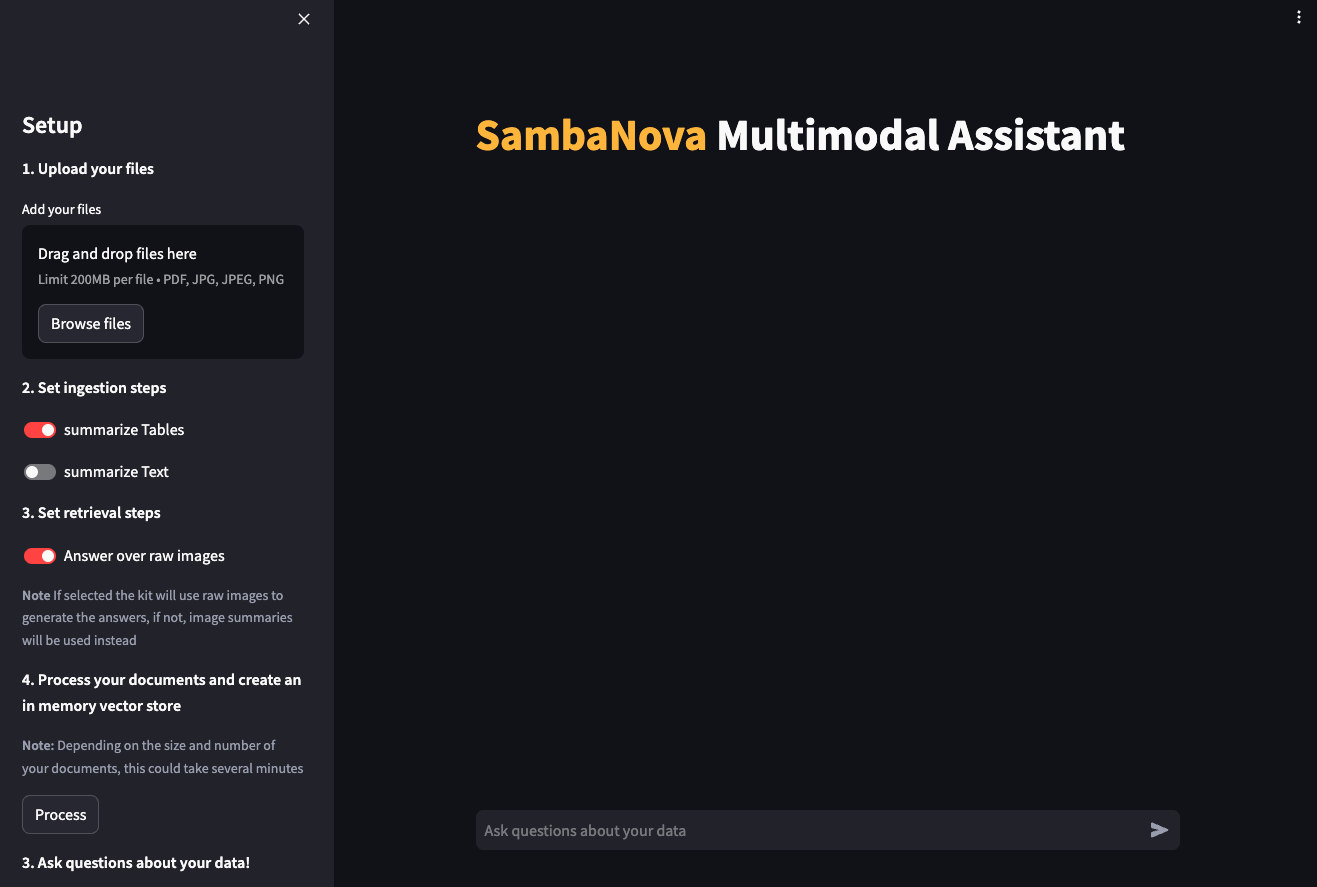 Setup
1. Upload your files
Add your files
Drag and drop files here
Limit 200MB per file • PDF, JPG, JPEG, PNG
Browse files
2. Set ingestion steps
summarize Tables
summarize Text
3. Set retrieval steps
Answer over raw images
Note If selected the kit will use raw images to
generate the answers, if not, image summaries
will be used instead
4. Process your documents and create an
in memory vector store
Note: Depending on the size and number of
your documents, this could take several minutes
Process
3. Ask questions about your data!
SambaNova Multimodal Assistant
Ask questions about your data